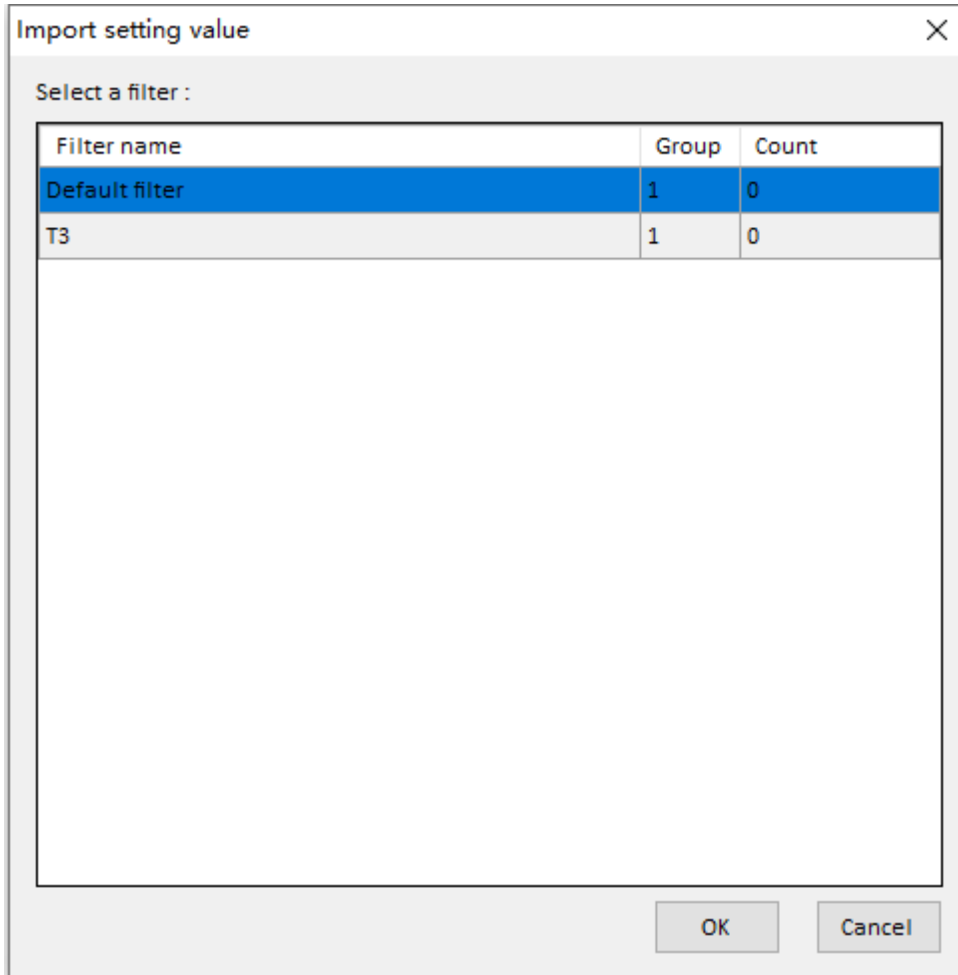 Import setting value
Select a filter :
Filter name Group Count
Default filter 1 0
T3 1 0
OK Cancel